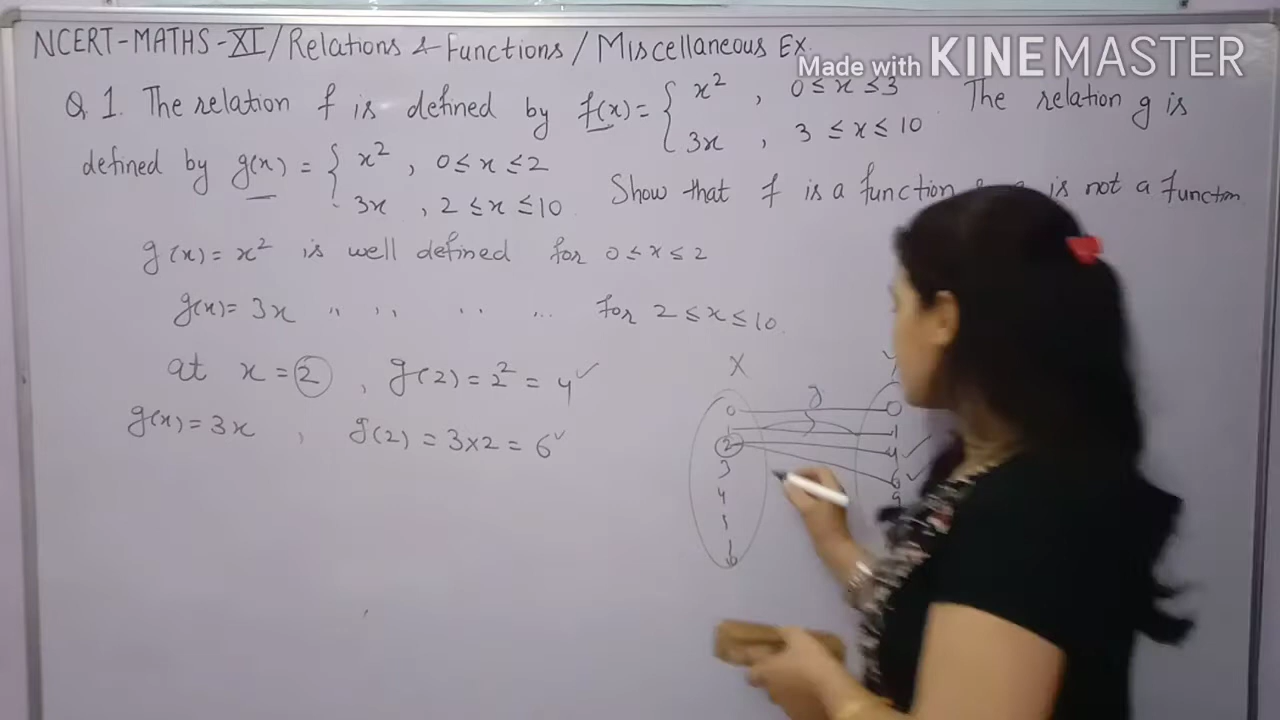 NCERT-MATHS-XI/Relations & Functions/Miscellaneous Ex.
Made with KINEMASTER
Q 1. The relation f is defined by f(x) = { x² , 0 ≤ x ≤ 3 The relation g is
3x , 3 ≤ x ≤ 10
defined by g(x) = { x² , 0 ≤ x ≤ 2
3x , 2 ≤ x ≤ 10 Show that f is a function is not a function
g(x) = x² is well defined for 0 ≤ x ≤ 2
g(x) = 3x " " " " for 2 ≤ x ≤ 10.
at x = 2 , g(2) = 2² = 4 ✓
g(x) = 3x , g(2) = 3×2 = 6 ✓
X
g
0 0
1 1
2 4 ✓
3 6 ✓
4 9
5
10